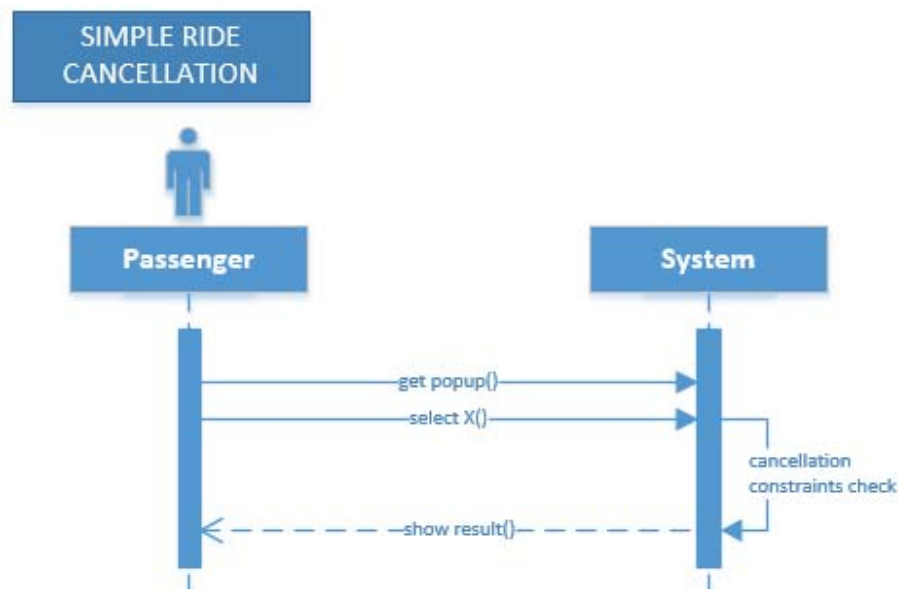 SIMPLE RIDE
CANCELLATION
Passenger
System
get popup()
select X()
cancellation
constraints check
show result()